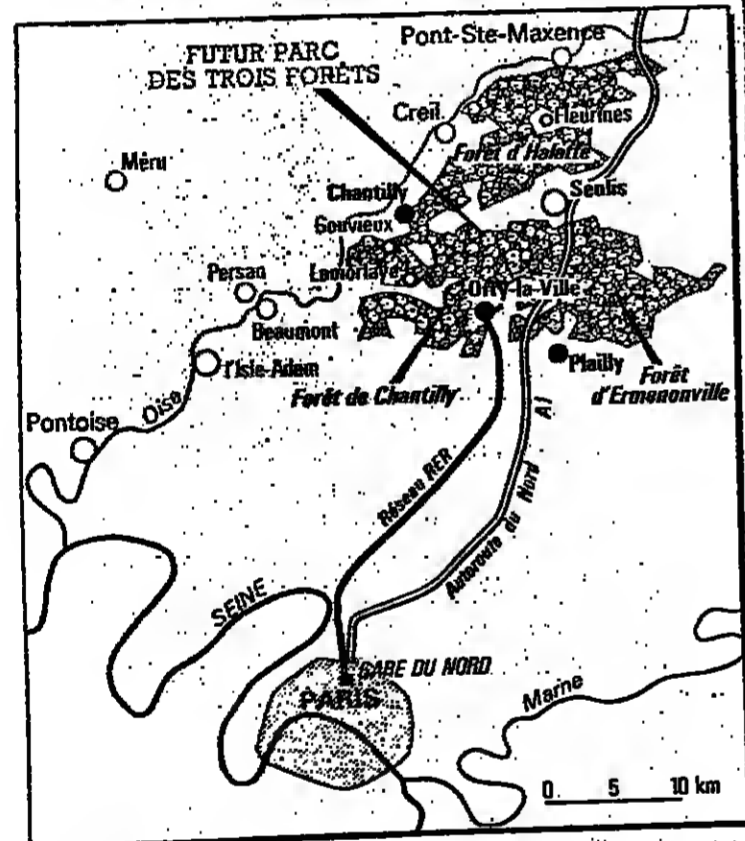 Pont-Ste-Maxence
FUTUR PARC
DES TROIS FORÊTS
Creil
Fleurines
Forêt d'Halatte
Méru
Senlis
Chantilly
Gouvieux
Lamorlaye
Persan
Orry-la-Ville
Beaumont
l'Isle-Adam
Plailly
Forêt
d'Ermenonville
Forêt de Chantilly
Oise
Pontoise
Réseau RER
Autoroute du Nord A1
SEINE
GARE DU NORD
PARIS
Marne
0 5 10 km